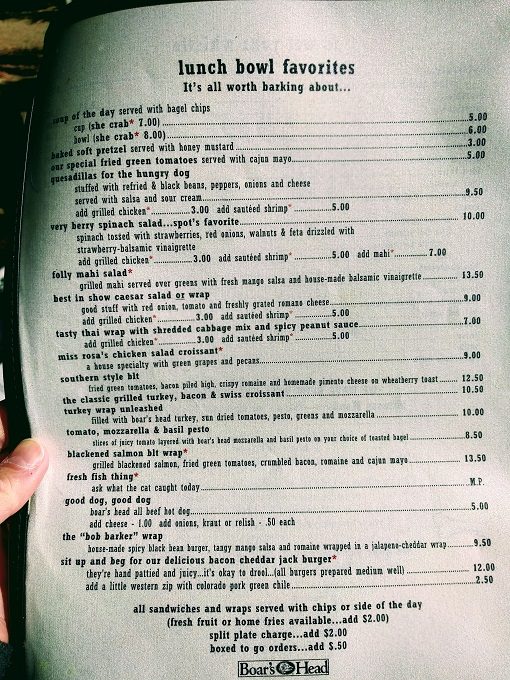 lunch bowl favorites
It's all worth barking about...
soup of the day served with bagel chips
cup (she crab* 7.00) 5.00
bowl (she crab* 8.00) 6.00
baked soft pretzel served with honey mustard 3.00
our special fried green tomatoes served with cajun mayo 5.00
quesadillas for the hungry dog
stuffed with refried & black beans, peppers, onions and cheese
served with salsa and sour cream 9.50
add grilled chicken* 3.00 add sautéed shrimp* 5.00
very berry spinach salad...spot's favorite 10.00
spinach tossed with strawberries, red onions, walnuts & feta drizzled with
strawberry-balsamic vinaigrette
add grilled chicken* 3.00 add sautéed shrimp* 5.00 add mahi* 7.00
folly mahi salad*
grilled mahi served over greens with fresh mango salsa and house-made balsamic vinaigrette 13.50
best in show caesar salad or wrap
good stuff with red onion, tomato and freshly grated romano cheese 9.00
add grilled chicken* 3.00 add sautéed shrimp* 5.00
tasty thai wrap with shredded cabbage mix and spicy peanut sauce 7.00
add grilled chicken* 3.00 add sautéed shrimp* 5.00
miss rosa's chicken salad croissant*
a house specialty with green grapes and pecans 9.00
southern style blt
fried green tomatoes, bacon piled high, crispy romaine and homemade pimento cheese on wheatberry toast 12.50
the classic grilled turkey, bacon & swiss croissant 10.50
turkey wrap unleashed
filled with boar's head turkey, sun dried tomatoes, pesto, greens and mozzarella 10.00
tomato, mozzarella & basil pesto
slices of juicy tomato layered with boar's head mozzarella and basil pesto on your choice of toasted bagel 8.50
blackened salmon blt wrap*
grilled blackened salmon, fried green tomatoes, crumbled bacon, romaine and cajun mayo 13.50
fresh fish thing*
ask what the cat caught today M.P.
good dog, good dog
boar's head all beef hot dog 5.00
add cheese - 1.00 add onions, kraut or relish - .50 each
the "bob barker" wrap
house-made spicy black bean burger, tangy mango salsa and romaine wrapped in a jalapeno-cheddar wrap 9.50
sit up and beg for our delicious bacon cheddar jack burger*
they're hand pattied and juicy...it's okay to drool...(all burgers prepared medium well) 12.00
add a little western zip with colorado pork green chile 2.50
all sandwiches and wraps served with chips or side of the day
(fresh fruit or home fries available...add $2.00)
split plate charge...add $2.00
boxed to go orders...add $.50
Boar's Head